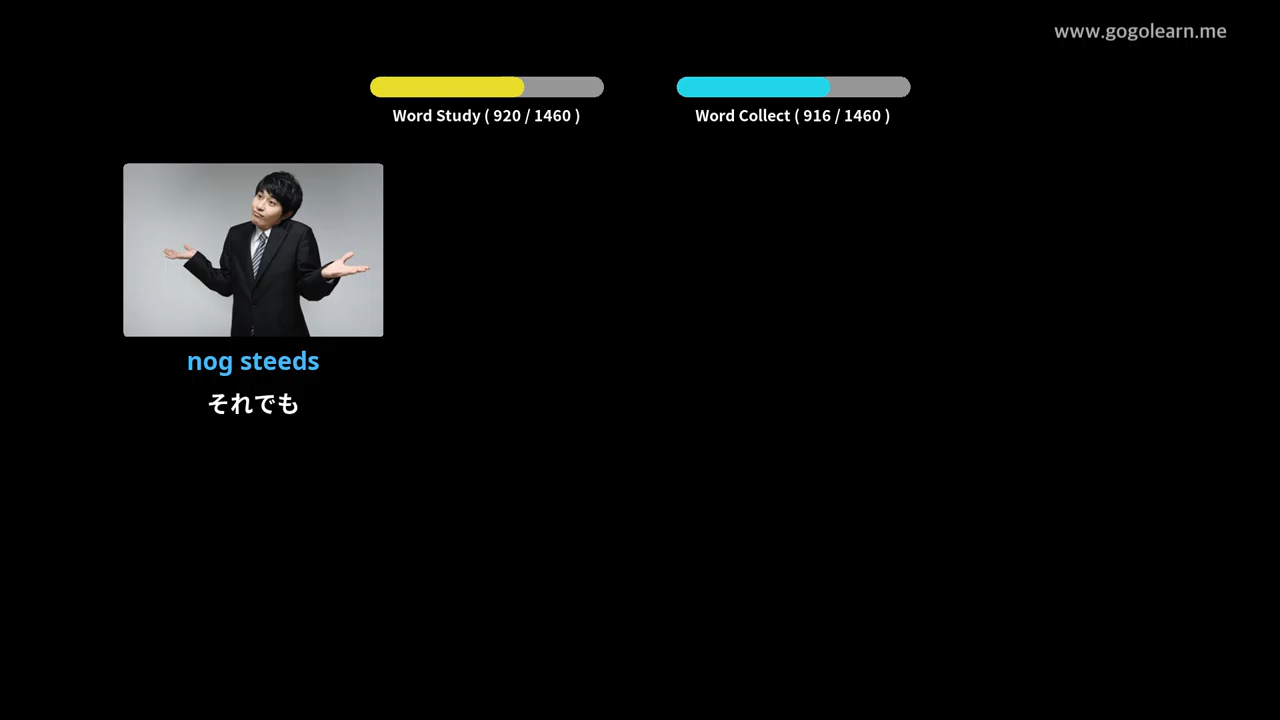 www.gogolearn.me
Word Study ( 920 / 1460 )
Word Collect ( 916 / 1460 )
nog steeds
それでも